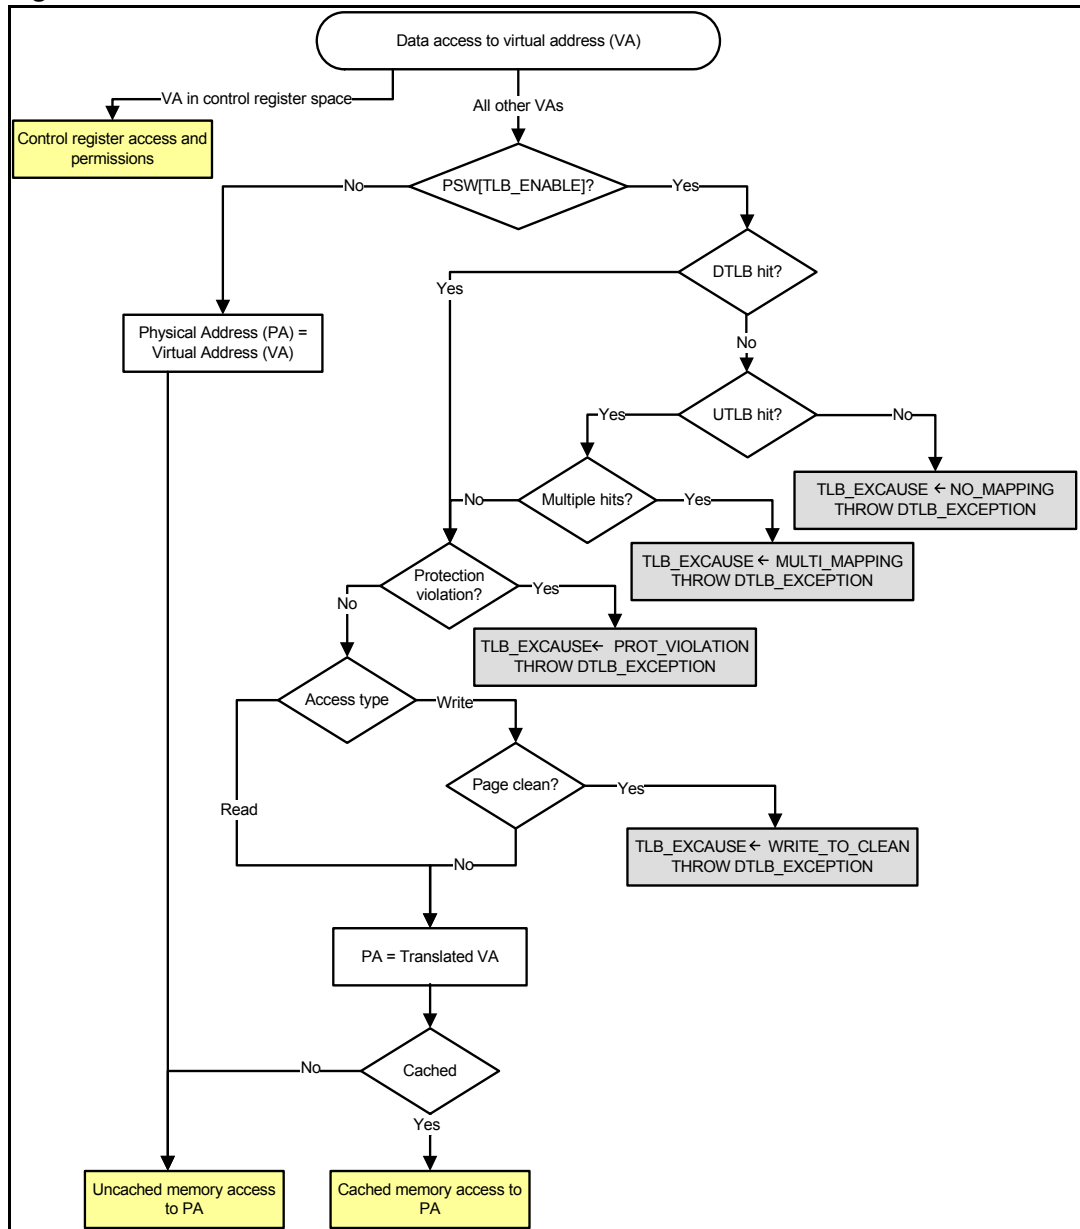 Data access to virtual address (VA)
VA in control register space
All other VAs
Control register access and
permissions
No
PSW[TLB_ENABLE]?
Yes
DTLB hit?
Yes
Physical Address (PA) =
Virtual Address (VA)
No
Yes
UTLB hit?
No
TLB_EXCAUSE ← NO_MAPPING
THROW DTLB_EXCEPTION
No
Multiple hits?
Yes
TLB_EXCAUSE ← MULTI_MAPPING
THROW DTLB_EXCEPTION
Protection
violation?
Yes
No
TLB_EXCAUSE← PROT_VIOLATION
THROW DTLB_EXCEPTION
Access type
Write
Page clean?
Yes
Read
TLB_EXCAUSE ← WRITE_TO_CLEAN
THROW DTLB_EXCEPTION
No
PA = Translated VA
No
Cached
Yes
Uncached memory access
to PA
Cached memory access to
PA